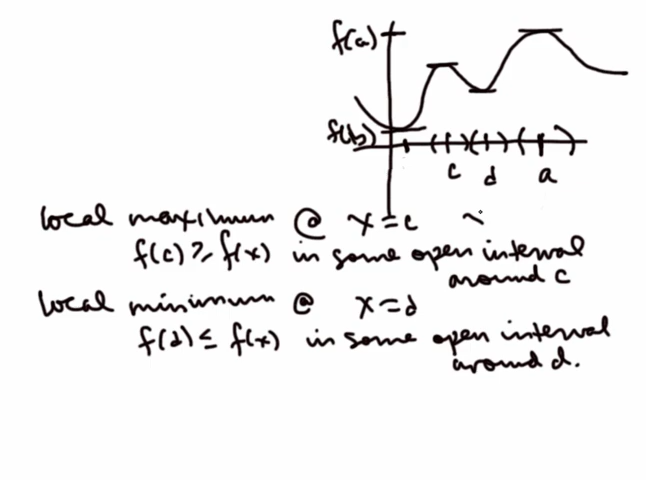 f(a)
f(b)
c d a
local maximum @ x=c
f(c) ≥ f(x) in some open interval
around c
local minimum @ x=d
f(d) ≤ f(x) in some open interval
around d.